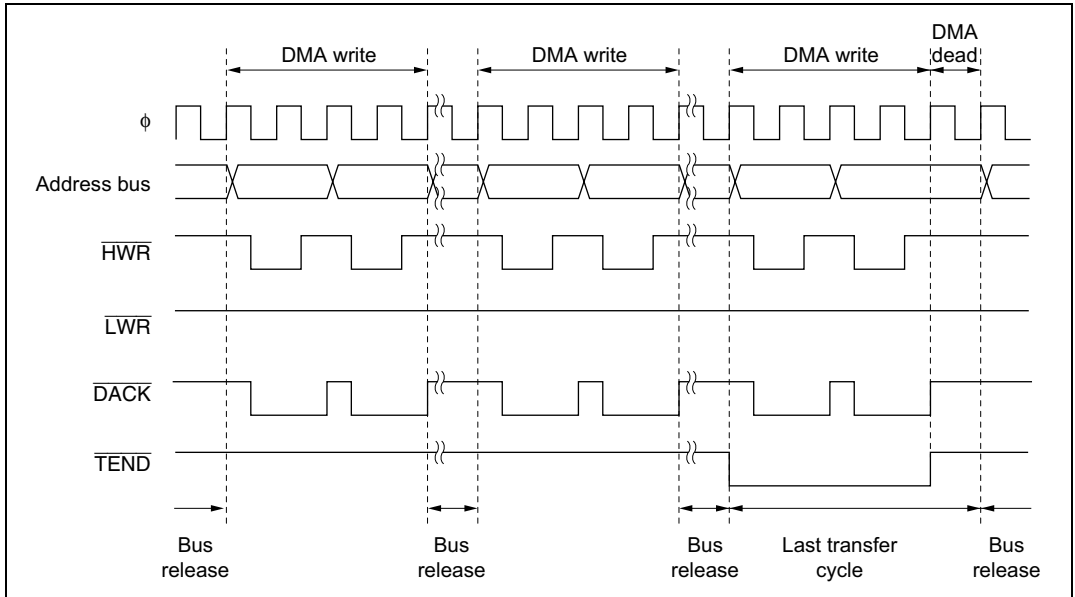 DMA
dead
DMA write
DMA write
DMA write
ϕ
Address bus
HWR
LWR
DACK
TEND
Bus
release
Bus
release
Bus
release
Last transfer
cycle
Bus
release